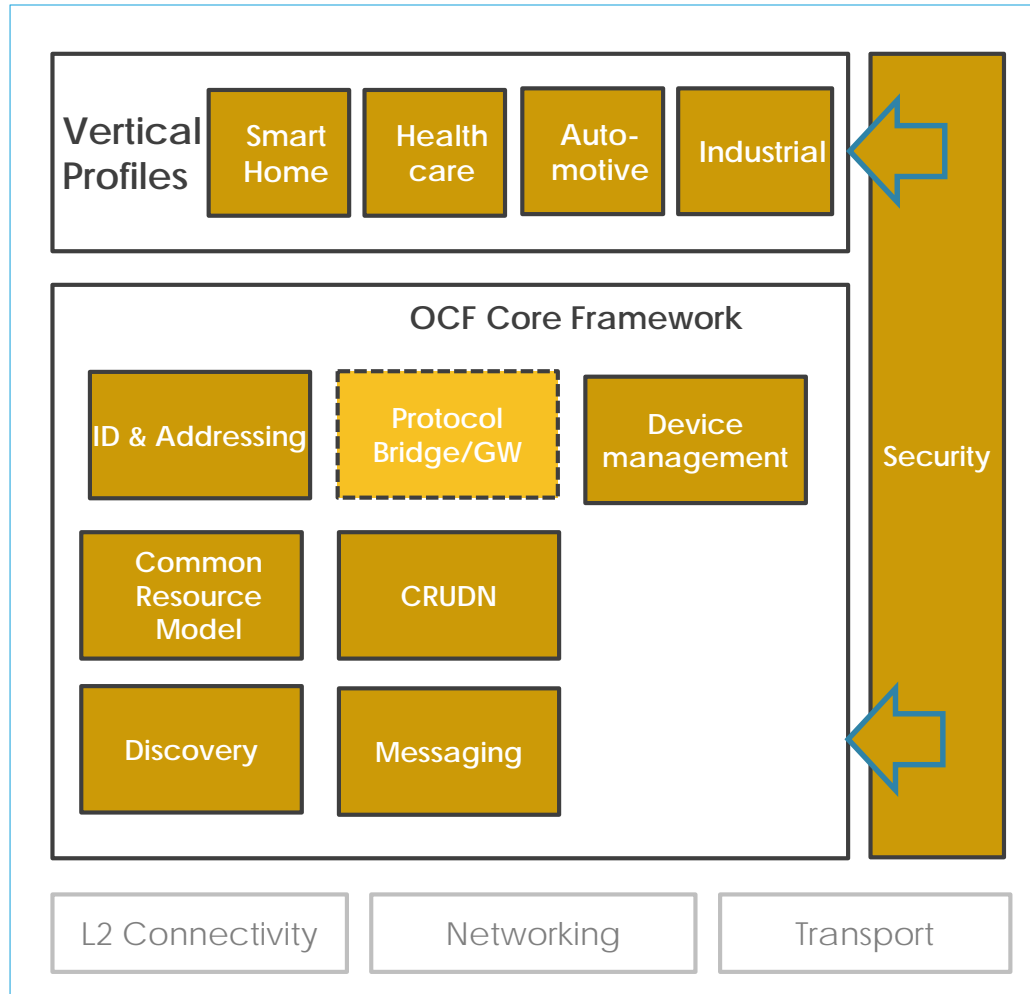 Vertical
Profiles
Smart
Home
Health
care
Auto-
motive
Industrial
OCF Core Framework
ID & Addressing
Protocol
Bridge/GW
Device
management
Security
Common
Resource
Model
CRUDN
Discovery
Messaging
L2 Connectivity
Networking
Transport